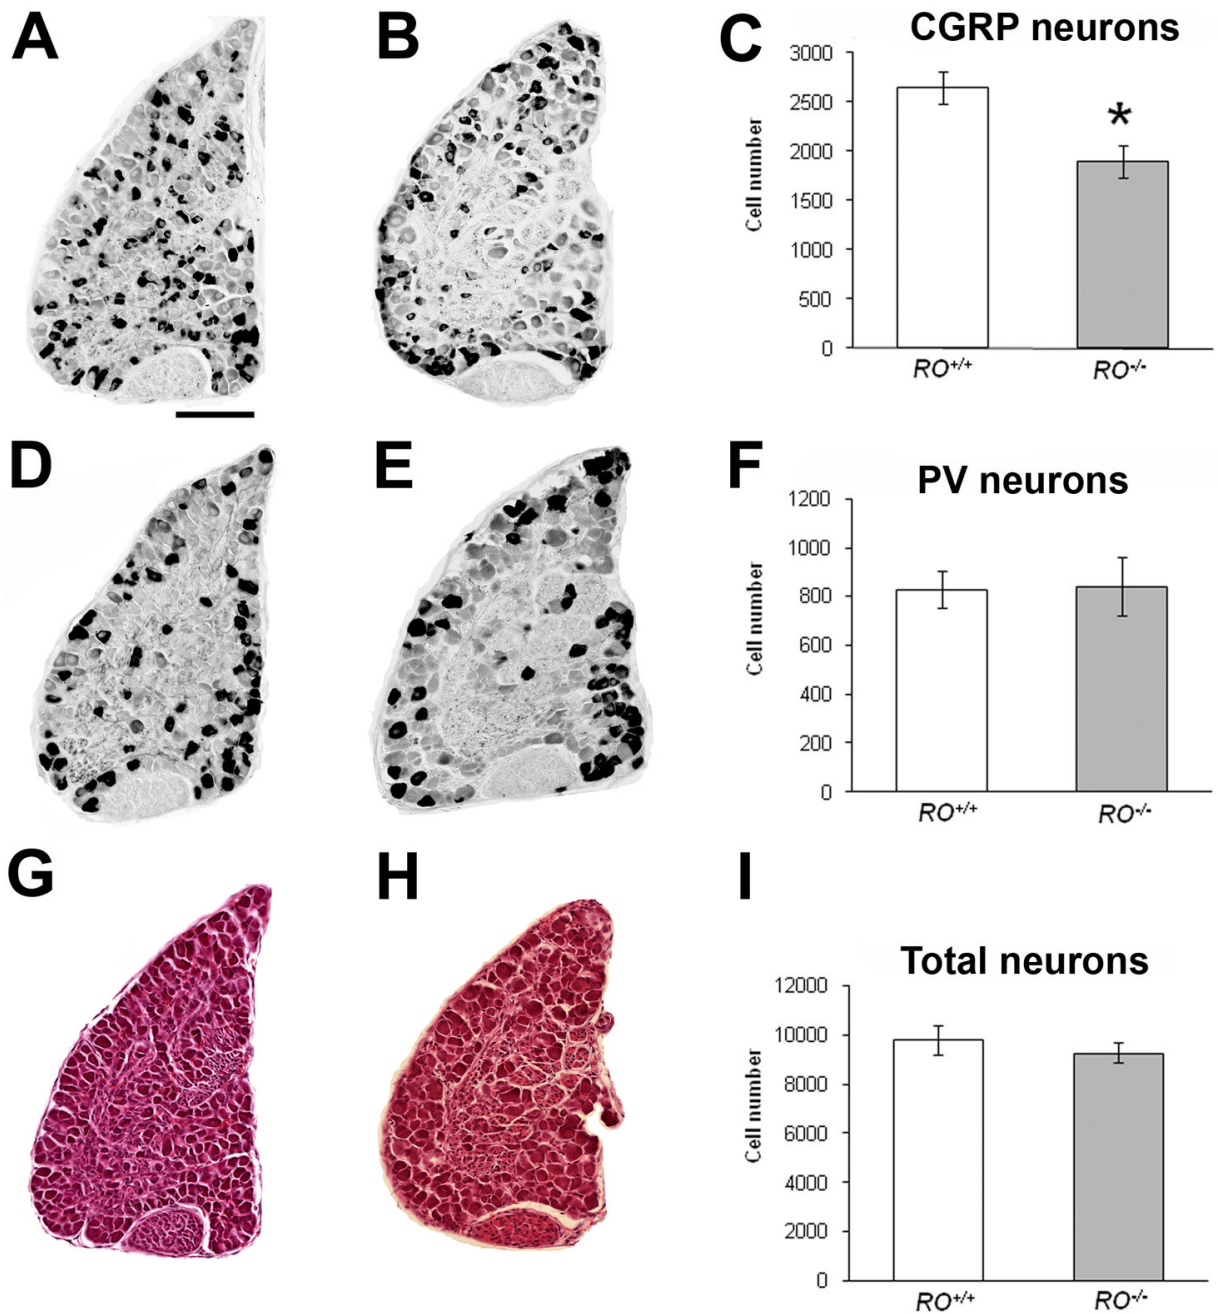 A
B
C
CGRP neurons
3000
2500
2000
1500
1000
500
0
Cell number
*
RO+/+
RO-/-
D
E
F
PV neurons
1200
1000
800
600
400
200
0
Cell number
RO+/+
RO-/-
G
H
I
Total neurons
12000
10000
8000
6000
4000
2000
0
Cell number
RO+/+
RO-/-